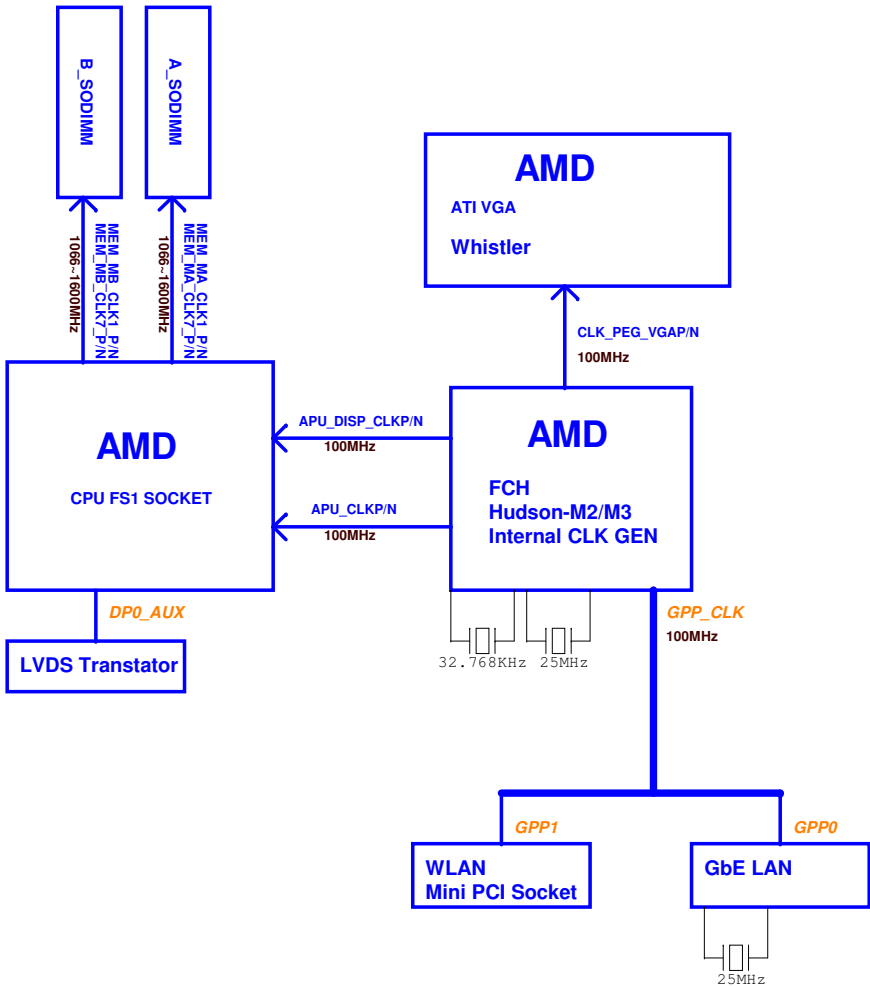 B_SODIMM
A_SODIMM
MEM_MB_CLK1_P/N
MEM_MB_CLK7_P/N
1066~1600MHz
MEM_MA_CLK1_P/N
MEM_MA_CLK7_P/N
1066~1600MHz
AMD
ATI VGA
Whistler
CLK_PEG_VGAP/N
100MHz
AMD
CPU FS1 SOCKET
APU_DISP_CLKP/N
100MHz
APU_CLKP/N
100MHz
AMD
FCH
Hudson-M2/M3
Internal CLK GEN
DP0_AUX
LVDS Transtator
32.768KHz
25MHz
GPP_CLK
100MHz
GPP1
WLAN
Mini PCI Socket
GPP0
GbE LAN
25MHz